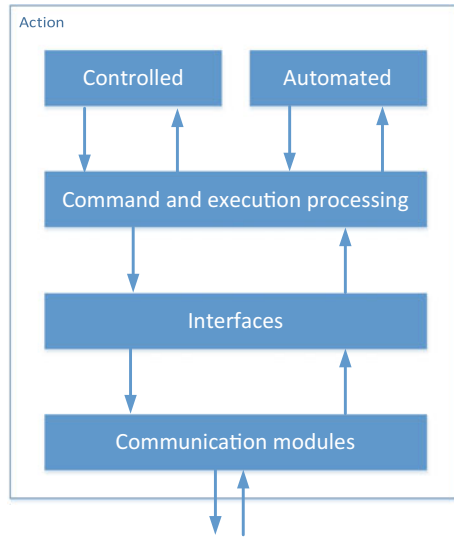 Action
Controlled
Automated
Command and execution processing
Interfaces
Communication modules